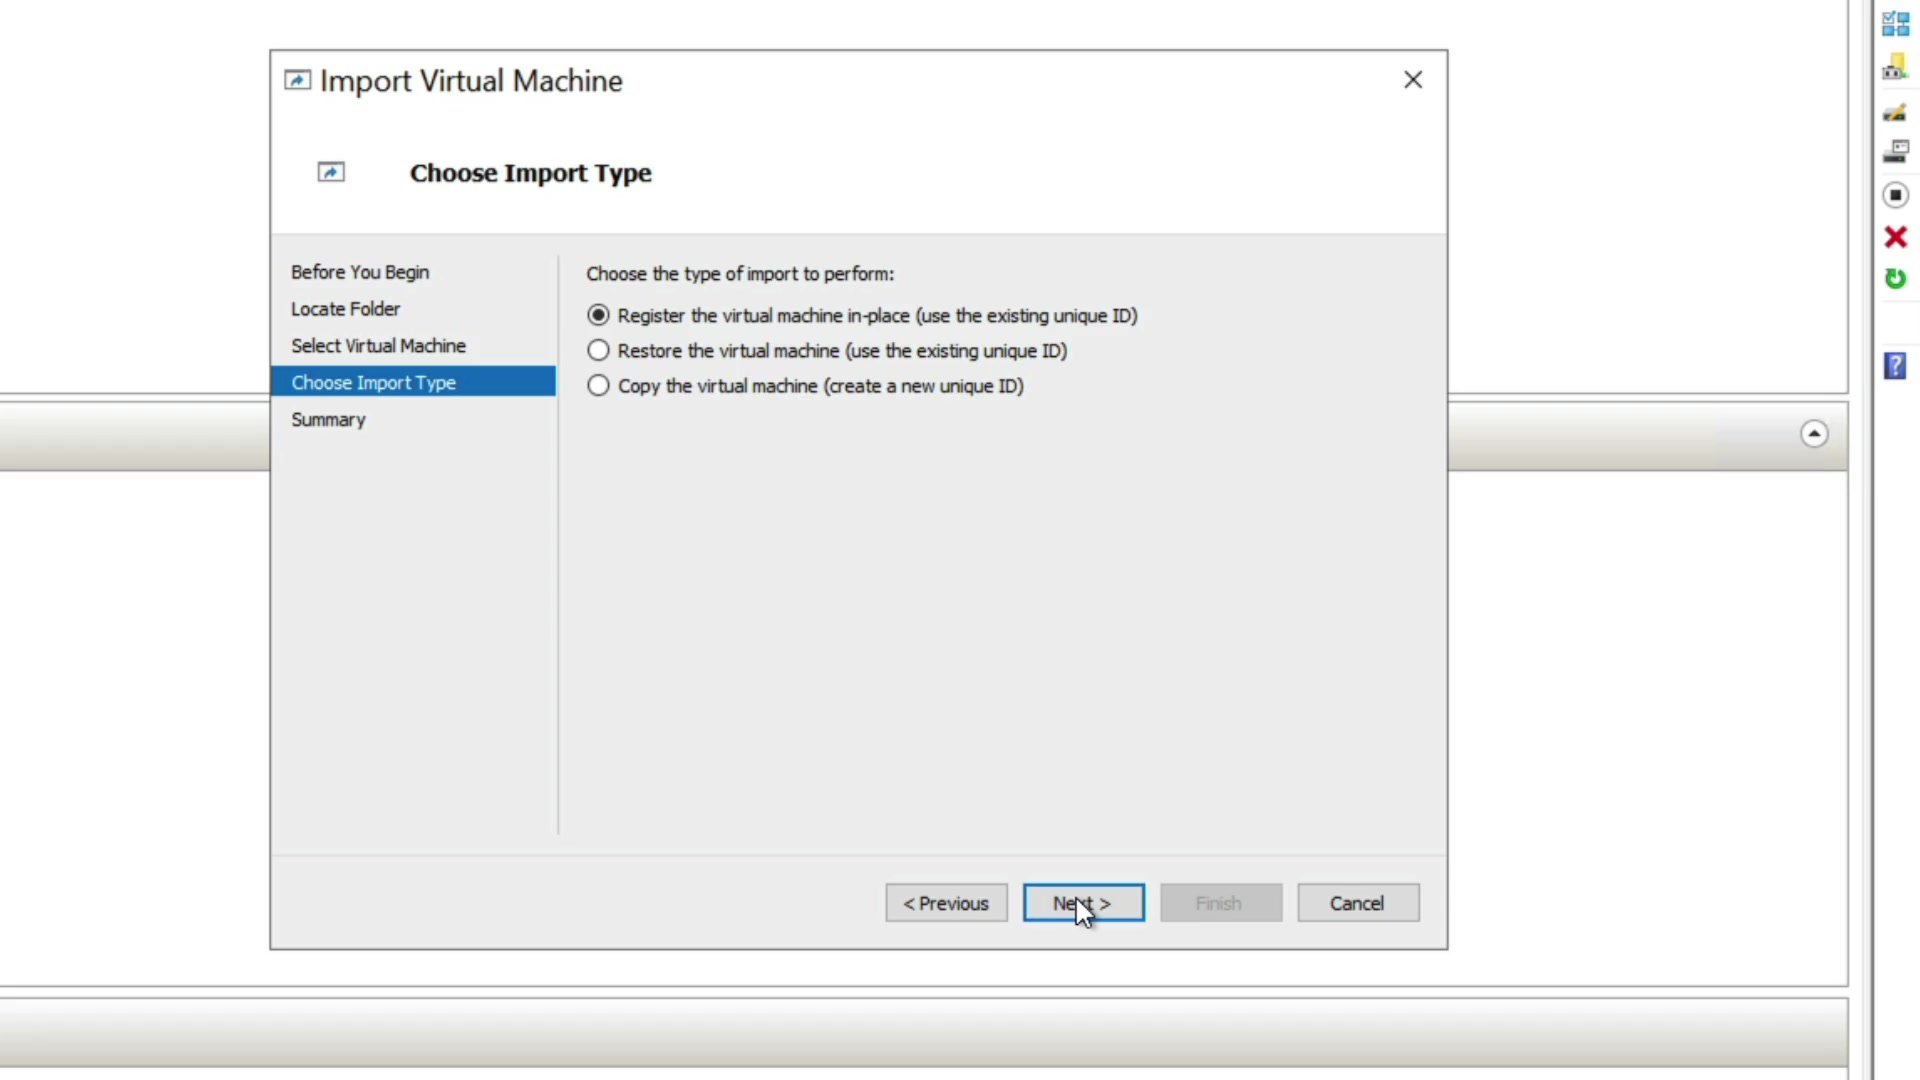 Import Virtual Machine
Choose Import Type
Before You Begin
Locate Folder
Select Virtual Machine
Choose Import Type
Summary
Choose the type of import to perform:
Register the virtual machine in-place (use the existing unique ID)
Restore the virtual machine (use the existing unique ID)
Copy the virtual machine (create a new unique ID)
< Previous
Next >
Finish
Cancel
?